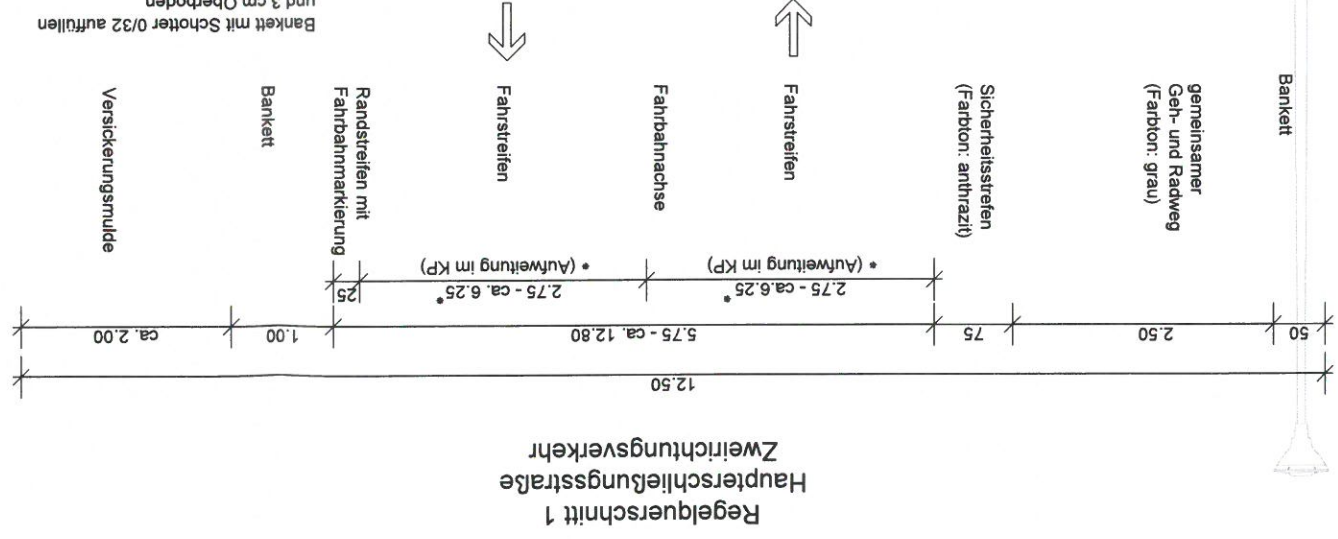 Regelquerschnitt 1
Haupterschließungsstraße
Zweirichtungsverkehr
12.50
ca. 2.00
1.00
5.75 - ca. 12.80
75
2.50
50
25
2.75 - ca. 6.25*
* (Aufweitung im KP)
2.75 - ca.6.25*
* (Aufweitung im KP)
Versickerungsmulde
Bankett
Randstreifen mit
Fahrbahnmarkierung
Fahrstreifen
Fahrbahnachse
Fahrstreifen
Sicherheitsstrefen
(Farbton: anthrazit)
gemeinsamer
Geh- und Radweg
(Farbton: grau)
Bankett
Bankett mit Schotter 0/32 auffüllen
und 3 cm Oberboden